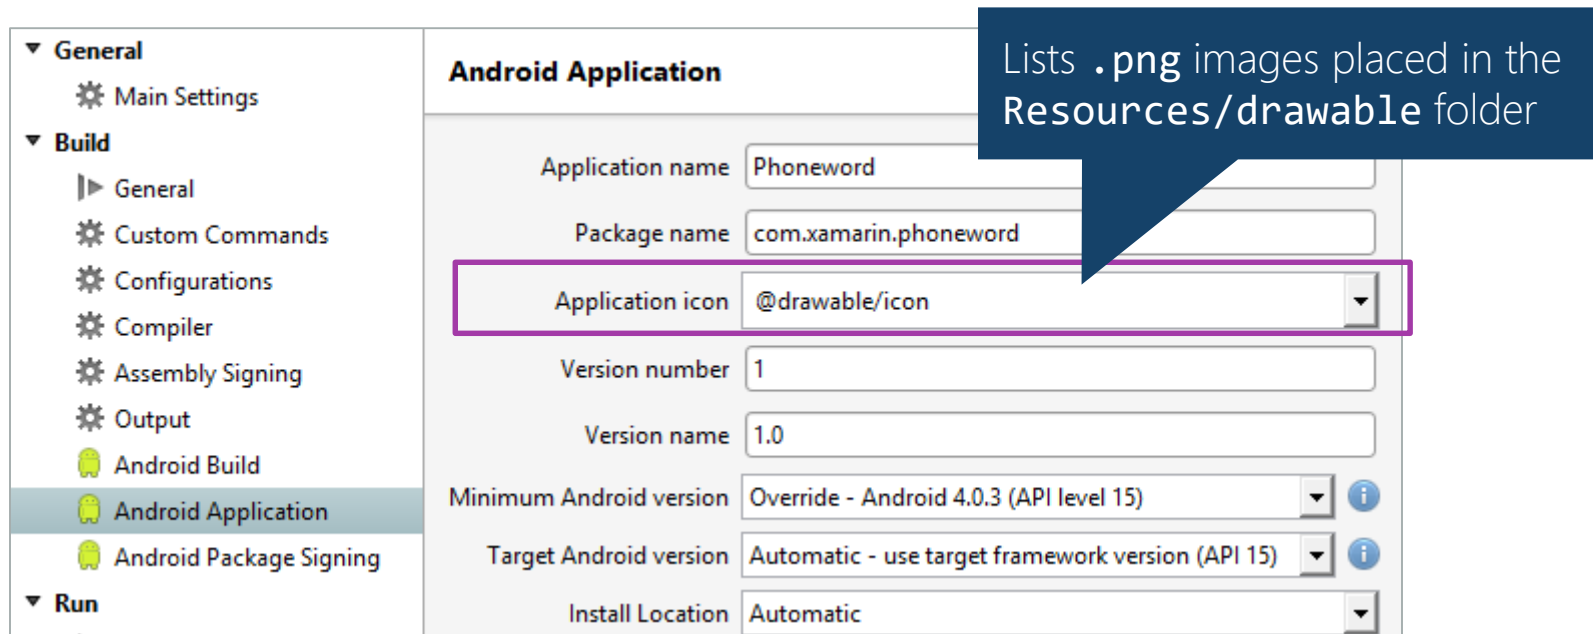 General
Main Settings
Build
General
Custom Commands
Configurations
Compiler
Assembly Signing
Output
Android Build
Android Application
Android Package Signing
Run
Android Application
Lists .png images placed in the
Resources/drawable folder
Application name Phoneword
Package name com.xamarin.phoneword
Application icon @drawable/icon
Version number 1
Version name 1.0
Minimum Android version Override - Android 4.0.3 (API level 15)
Target Android version Automatic - use target framework version (API 15)
Install Location Automatic